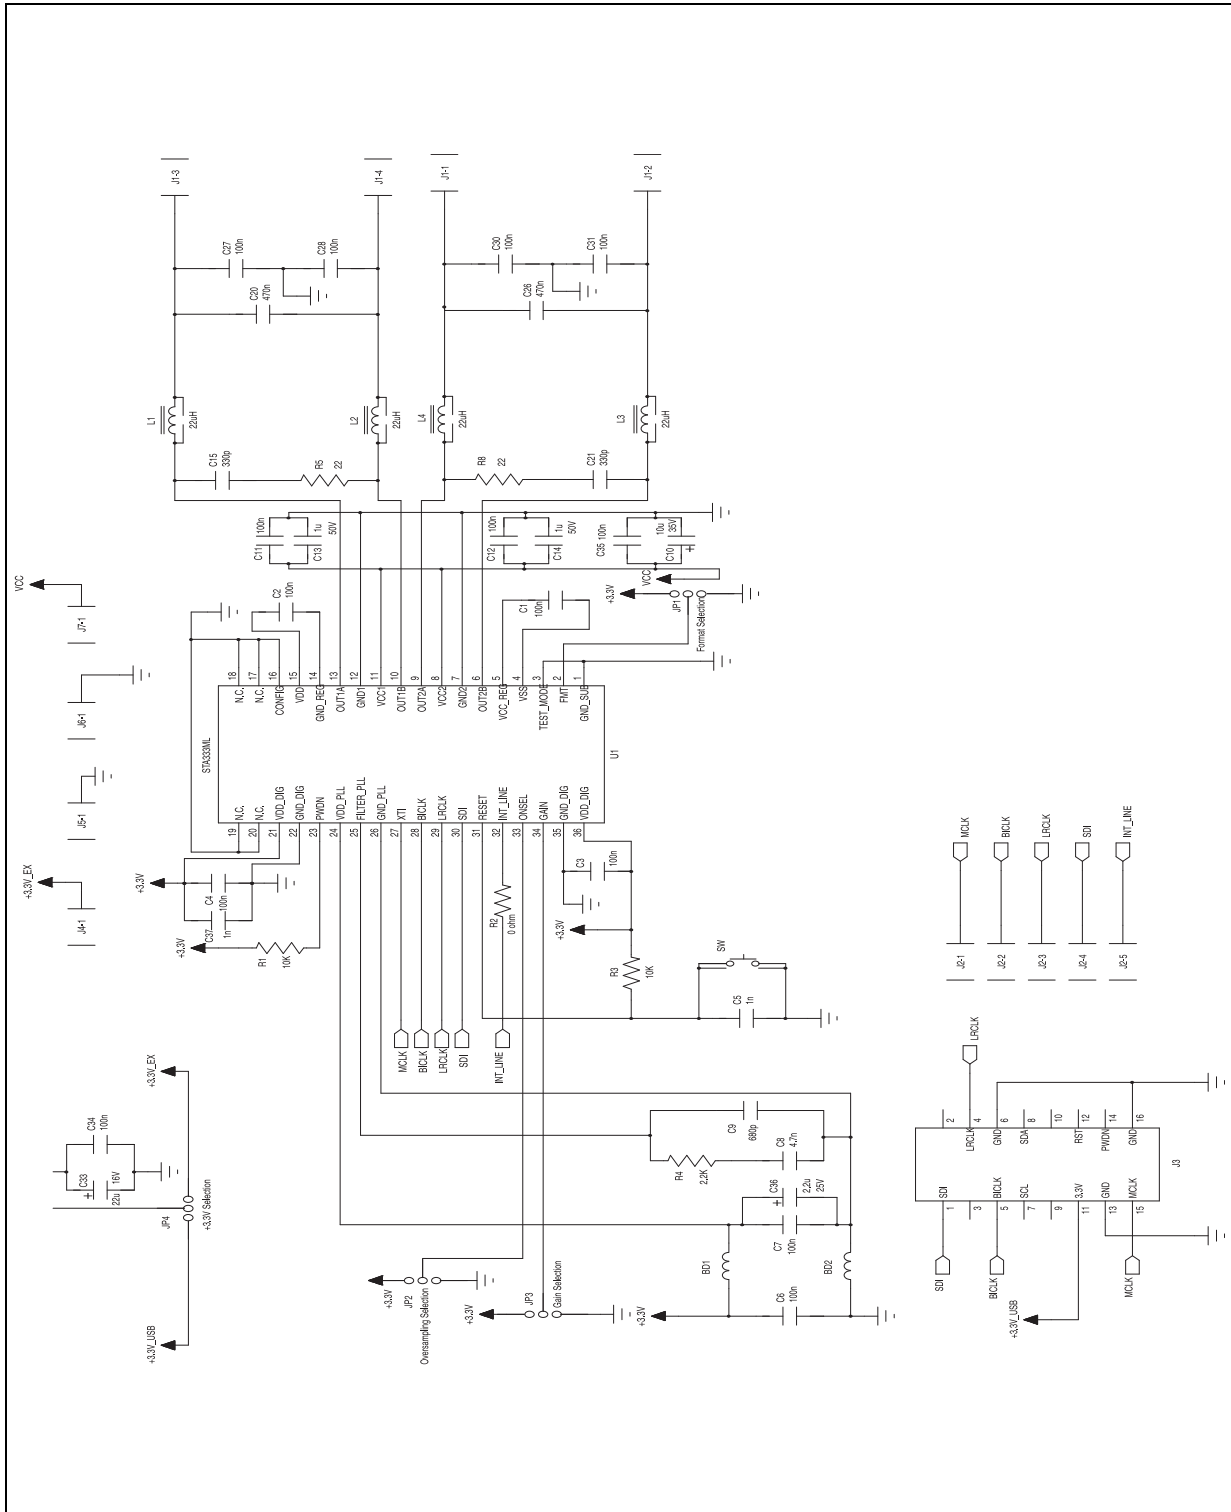 J1-3
J1-4
J1-1
J1-2
C27
100n
C28
100n
C20
470n
C30
100n
C31
100n
C26
470n
L1
22uH
L2
22uH
L4
22uH
L3
22uH
C15
330p
R5
22
R8
22
C21
330p
C11
100n
C13
1u
50V
C12
100n
C14
1u
50V
C35
100n
C10
10u
35V
VCC
VCC
J7-1
J6-1
J5-1
+3.3V_EX
J4-1
C2
100n
C1
100n
+3.3V
JP1
Format Selection
STA333ML
U1
18
N.C.
17
N.C.
16
CONFIG
15
VDD
14
GND_REG
13
OUT1A
12
GND1
11
VCC1
10
OUT1B
9
OUT2A
8
VCC2
7
GND2
6
OUT2B
5
VCC_REG
4
VSS
3
TEST_MODE
2
FMT
1
GND_SUB
19
N.C.
20
N.C.
21
VDD_DIG
22
GND_DIG
23
PWDN
24
VDD_PLL
25
FILTER_PLL
26
GND_PLL
27
XTI
28
BICLK
29
LRCLK
30
SDI
31
RESET
32
INT_LINE
33
ONSEL
34
GAIN
35
GND_DIG
36
VDD_DIG
+3.3V
C4
100n
C37
1n
+3.3V
R1
10K
R2
0 ohm
C3
100n
+3.3V
R3
10K
SW
C5
1n
MCLK
BICLK
LRCLK
SDI
INT_LINE
+3.3V_EX
C34
100n
C33
16V
22u
JP4
+3.3V Selection
+3.3V_USB
C9
680p
R4
2.2K
C8
4.7n
C36
2.2u
25V
C7
100n
BD1
BD2
C6
100n
+3.3V
+3.3V
JP2
Oversampling Selection
+3.3V
JP3
Gain Selection
MCLK
J2-1
BICLK
J2-2
LRCLK
J2-3
SDI
J2-4
INT_LINE
J2-5
LRCLK
2
4
LRCLK
6
GND
8
SDA
10
12
RST
14
PWDN
16
GND
J3
1
SDI
3
5
BICLK
7
SCL
9
11
3.3V
13
GND
15
MCLK
SDI
BICLK
+3.3V_USB
MCLK